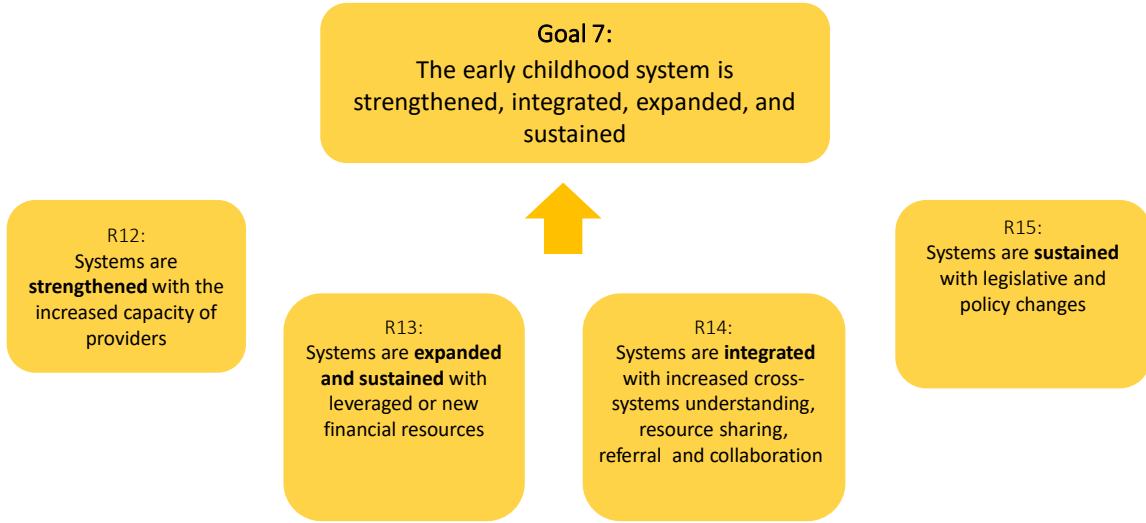 Goal 7:
The early childhood system is
strengthened, integrated, expanded, and
sustained
R12:
Systems are
strengthened with the
increased capacity of
providers
R13:
Systems are expanded
and sustained with
leveraged or new
financial resources
R14:
Systems are integrated
with increased cross-
systems understanding,
resource sharing,
referral  and collaboration
R15:
Systems are sustained
with legislative and
policy changes